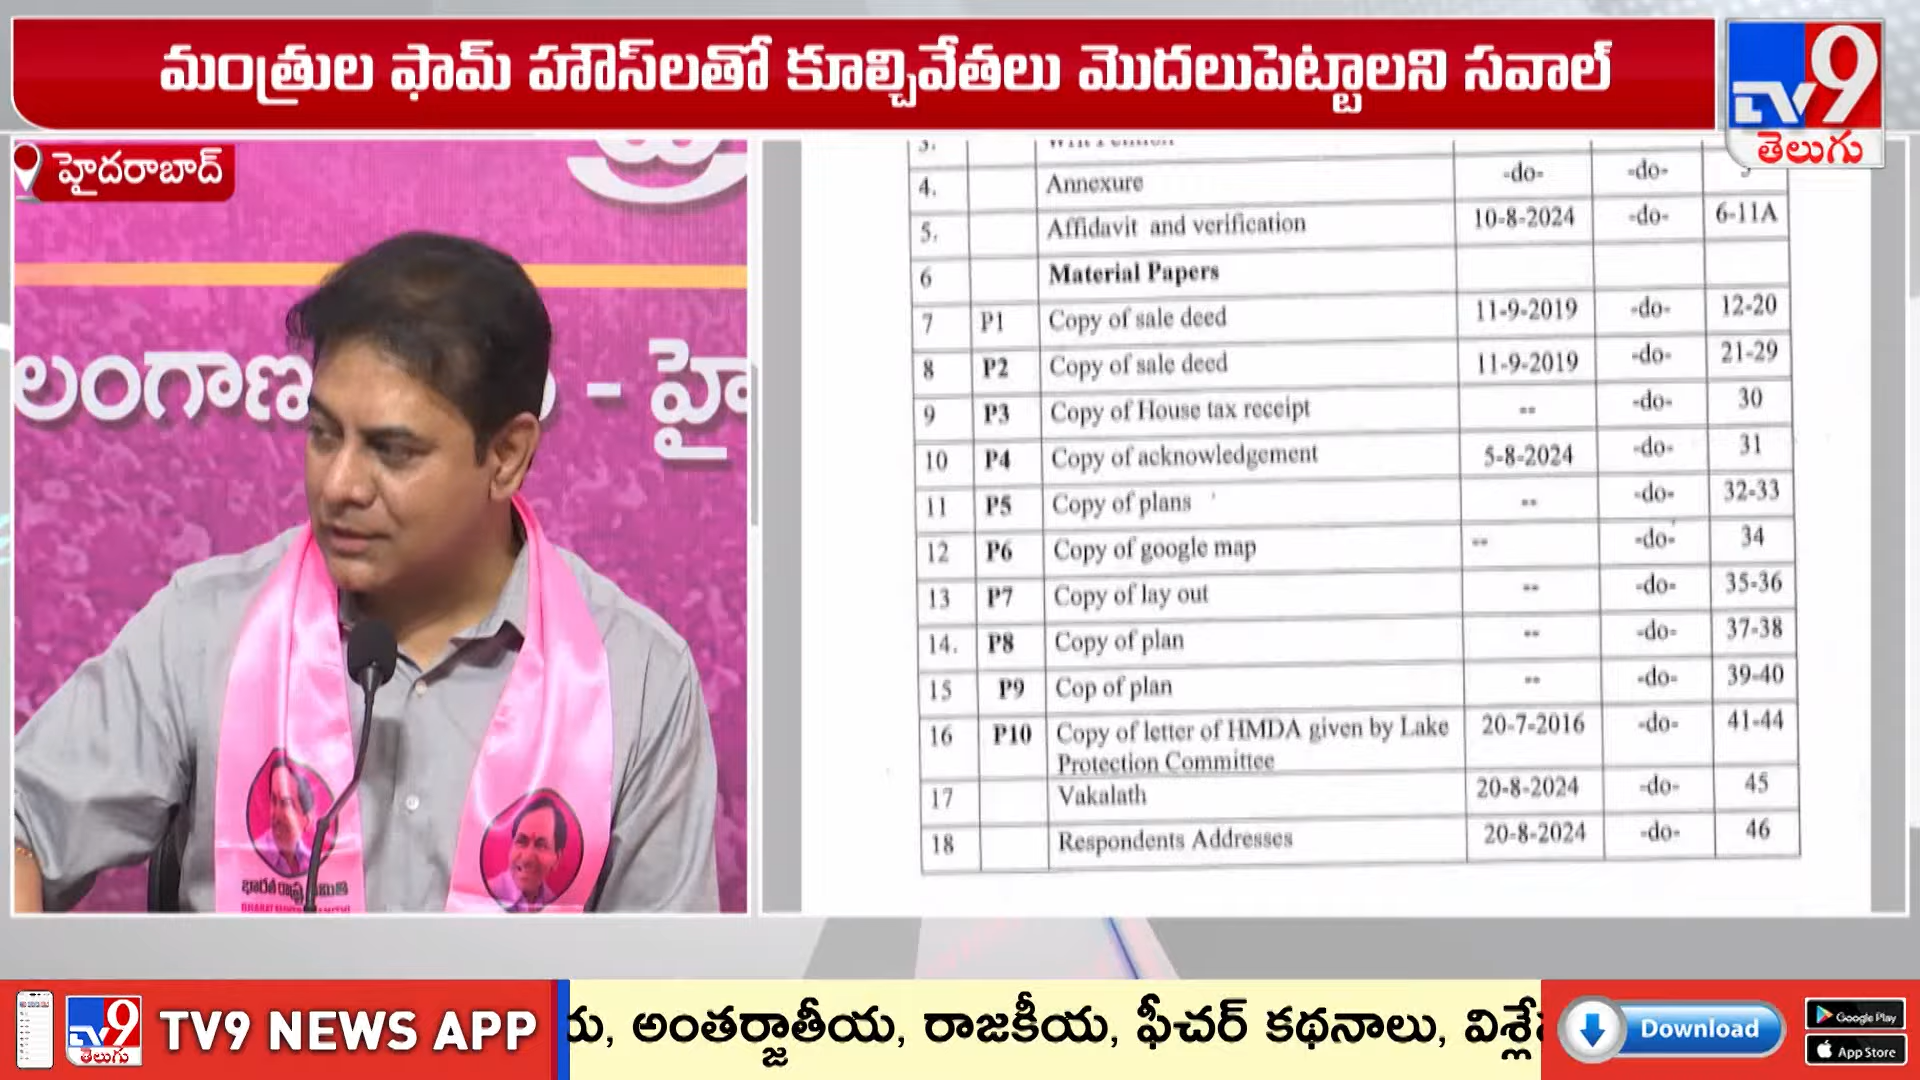 మంత్రుల ఫామ్ హౌస్‌లతో కూల్చివేతలు మొదలుపెట్టాలని సవాల్
TV9
తెలుగు
హైదరాబాద్
లంగాణ
- హై
భారత రాష్ట్ర
3.
4. Annexure -do- -do-
5. Affidavit and verification 10-8-2024 -do- 6-11A
6 Material Papers
7 P1 Copy of sale deed 11-9-2019 -do- 12-20
8 P2 Copy of sale deed 11-9-2019 -do- 21-29
9 P3 Copy of House tax receipt -- -do- 30
10 P4 Copy of acknowledgement 5-8-2024 -do- 31
11 P5 Copy of plans -- -do- 32-33
12 P6 Copy of google map -- -do- 34
13 P7 Copy of lay out -- -do- 35-36
14. P8 Copy of plan -- -do- 37-38
15 P9 Cop of plan -- -do- 39-40
16 P10 Copy of letter of HMDA given by Lake 20-7-2016 -do- 41-44
Protection Committee
17 Vakalath 20-8-2024 -do- 45
18 Respondents Addresses 20-8-2024 -do- 46
TV9
తెలుగు
TV9 NEWS APP
అంతర్జాతీయ, రాజకీయ, ఫీచర్ కథనాలు,
Download
Google Play
App Store